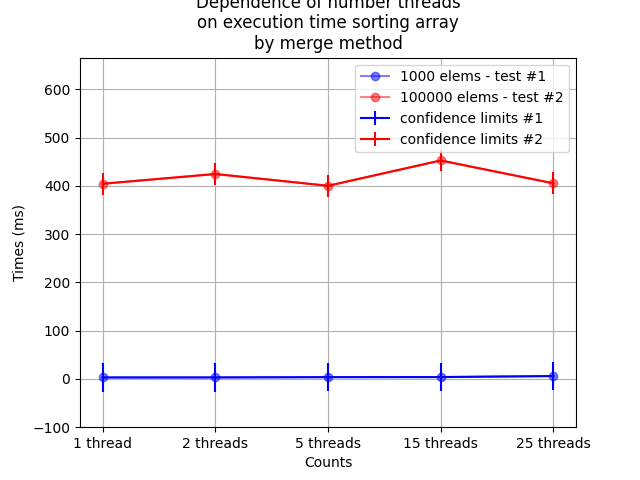 Dependence of number threads
on execution time sorting array
by merge method
1000 elems - test #1
100000 elems - test #2
confidence limits #1
confidence limits #2
Times (ms)
600
500
400
300
200
100
0
−100
1 thread
2 threads
5 threads
15 threads
25 threads
Counts